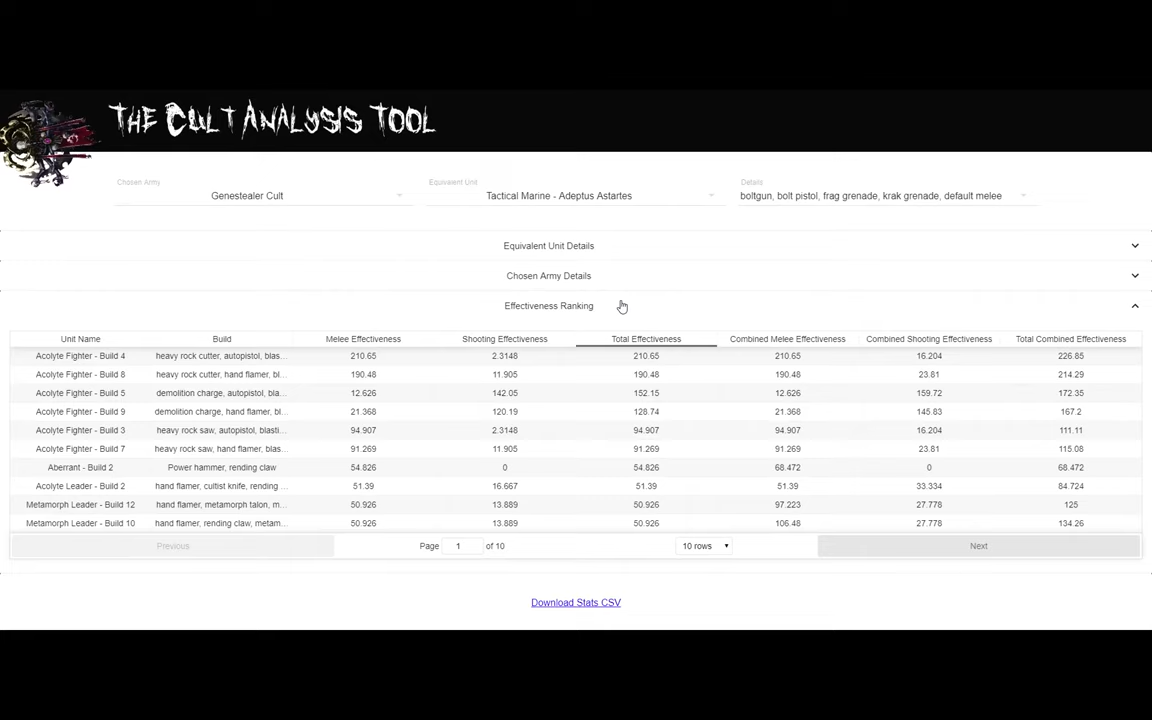 The Cult Analysis Tool
Chosen Army Equivalent Unit Details
Genestealer Cult Tactical Marine - Adeptus Astartes boltgun, bolt pistol, frag grenade, krak grenade, default melee
Equivalent Unit Details
Chosen Army Details
Effectiveness Ranking
Unit Name Build Melee Effectiveness Shooting Effectiveness Total Effectiveness Combined Melee Effectiveness Combined Shooting Effectiveness Total Combined Effectiveness
Acolyte Fighter - Build 4 heavy rock cutter, autopistol, blas... 210.65 2.3148 210.65 210.65 16.204 226.85
Acolyte Fighter - Build 8 heavy rock cutter, hand flamer, bl... 190.48 11.905 190.48 190.48 23.81 214.29
Acolyte Fighter - Build 5 demolition charge, autopistol, bla... 12.626 142.05 152.15 12.626 159.72 172.35
Acolyte Fighter - Build 9 demolition charge, hand flamer, bl... 21.368 120.19 128.74 21.368 145.83 167.2
Acolyte Fighter - Build 3 heavy rock saw, autopistol, blasti... 94.907 2.3148 94.907 94.907 16.204 111.11
Acolyte Fighter - Build 7 heavy rock saw, hand flamer, blas... 91.269 11.905 91.269 91.269 23.81 115.08
Aberrant - Build 2 Power hammer, rending claw 54.826 0 54.826 68.472 0 68.472
Acolyte Leader - Build 2 hand flamer, cultist knife, rending ... 51.39 16.667 51.39 51.39 33.334 84.724
Metamorph Leader - Build 12 hand flamer, metamorph talon, m... 50.926 13.889 50.926 97.223 27.778 125
Metamorph Leader - Build 10 hand flamer, rending claw, metam... 50.926 13.889 50.926 106.48 27.778 134.26
Previous Page 1 of 10 10 rows Next
Download Stats CSV